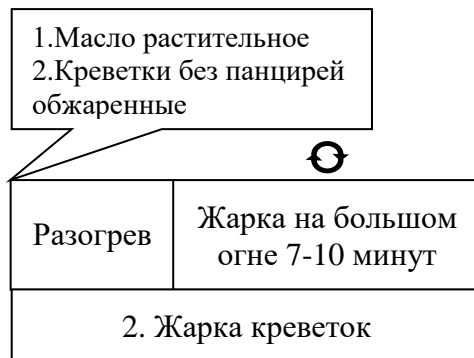 1.Масло растительное
2.Креветки без панцирей
обжаренные
Разогрев
Жарка на большом
огне 7-10 минут
2. Жарка креветок